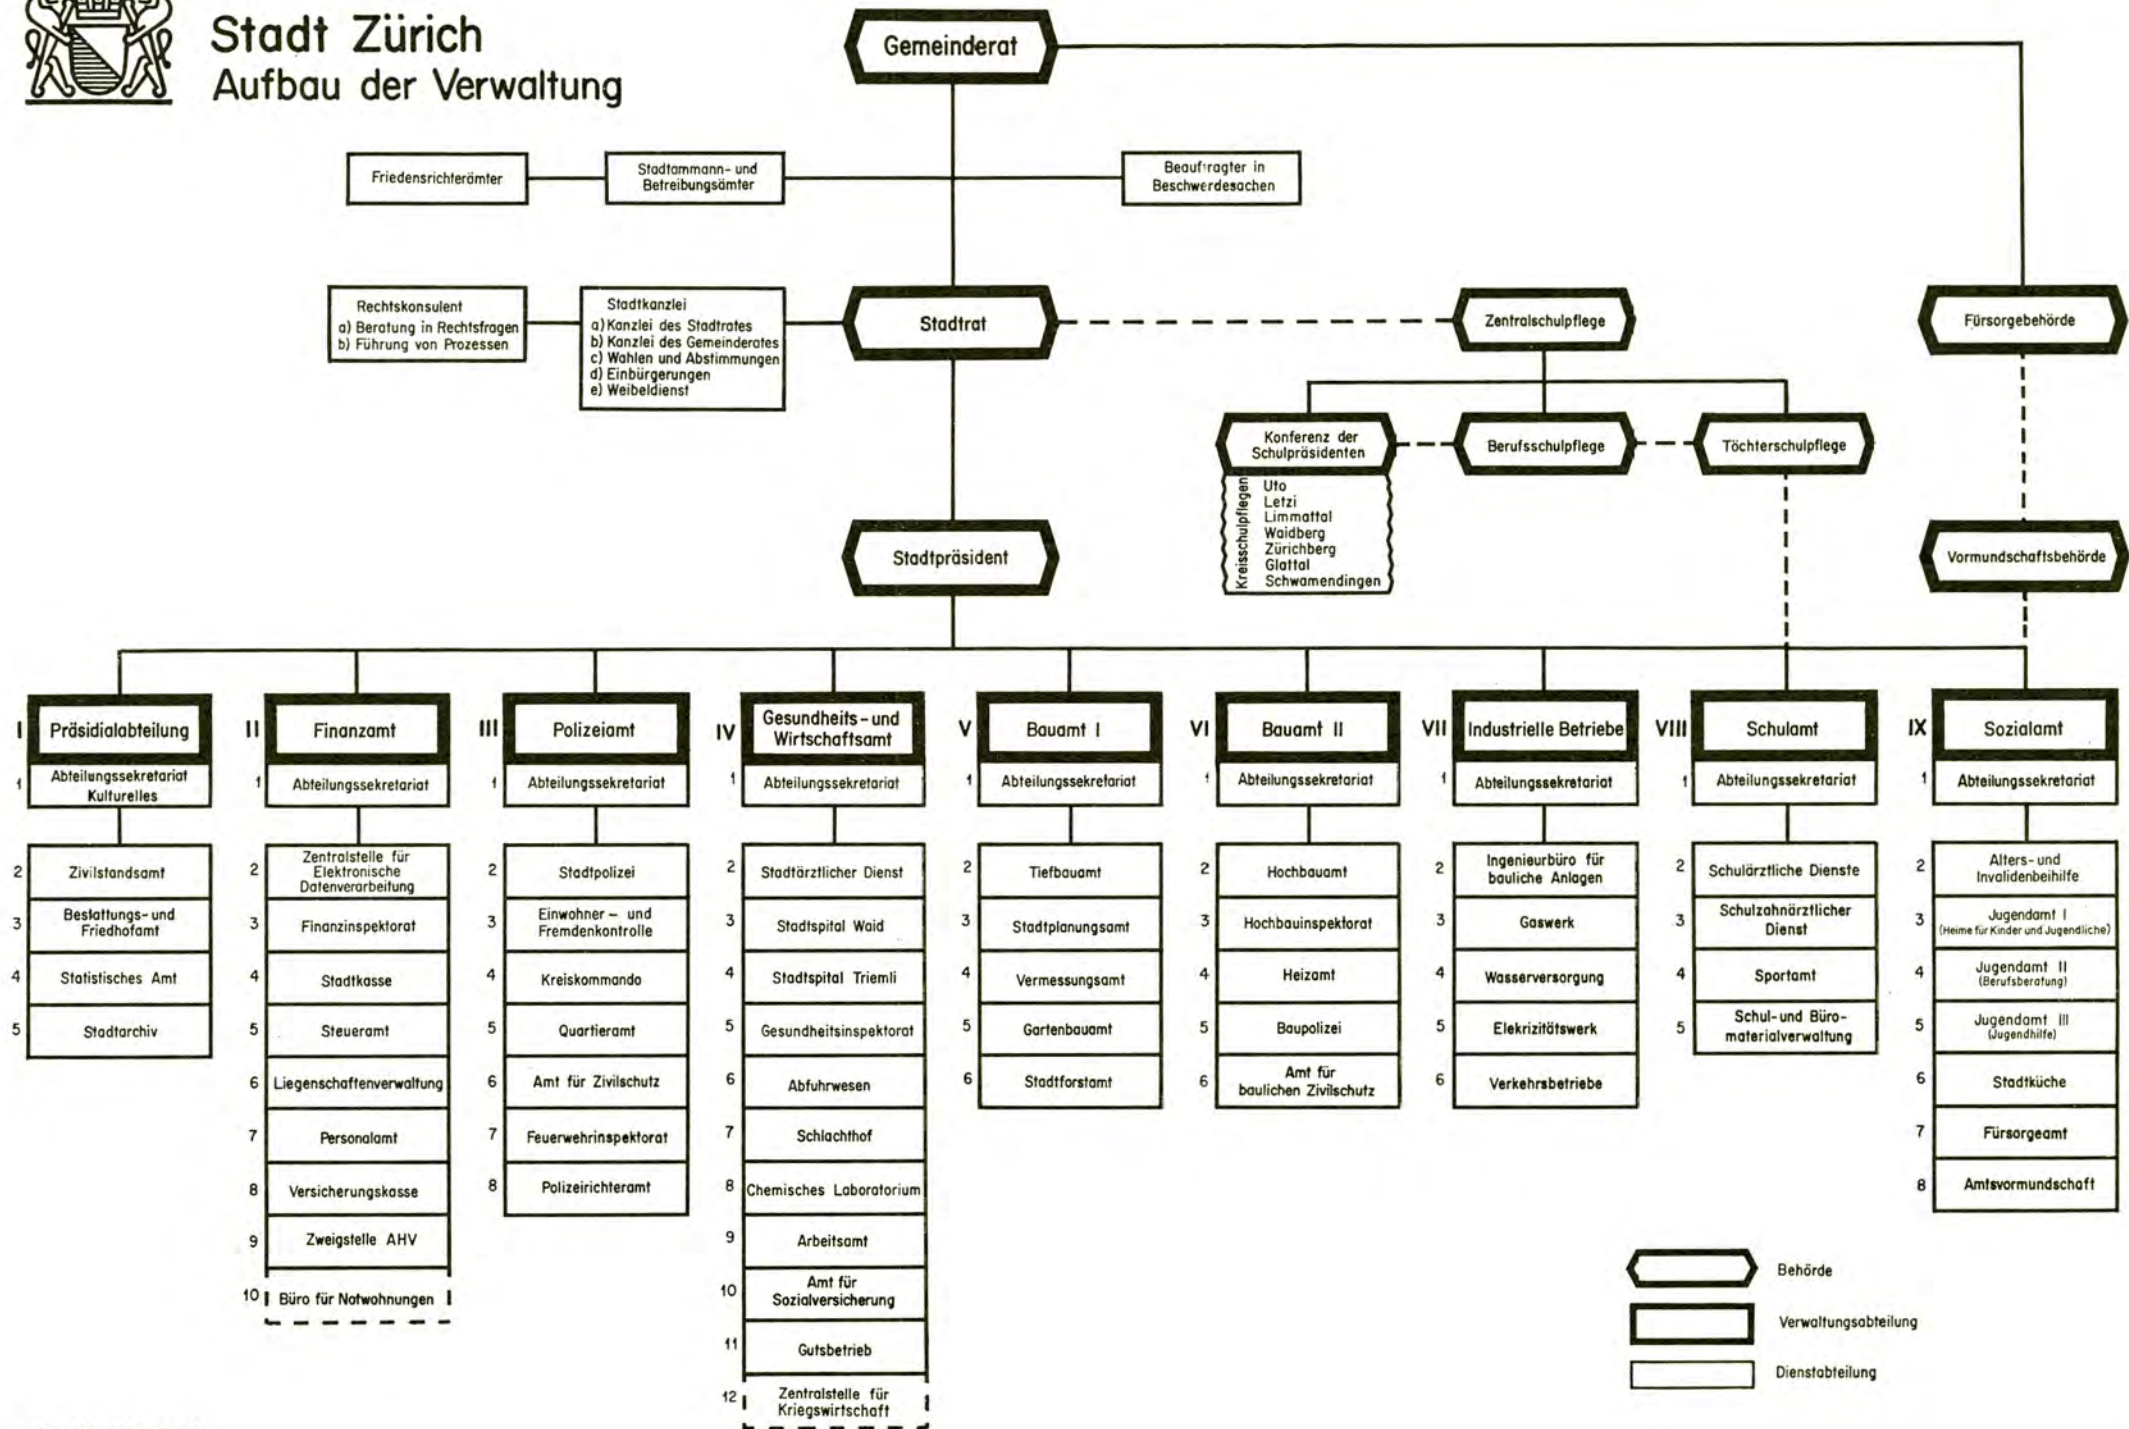 Stadt Zürich
Aufbau der Verwaltung
Gemeinderat
Friedensrichterämter
Stadtammann- und
Betreibungsämter
Beauftragter in
Beschwerdesachen
Rechtskonsulent
a) Beratung in Rechtsfragen
b) Führung von Prozessen
Stadtkanzlei
a) Kanzlei des Stadtrates
b) Kanzlei des Gemeinderates
c) Wahlen und Abstimmungen
d) Einbürgerungen
e) Weibeldienst
Stadtrat
Zentralschulpflege
Fürsorgebehörde
Konferenz der
Schulpräsidenten
Berufsschulpflege
Töchterschulpflege
Kreisschulpflegen
Uto
Letzi
Limmattal
Waidberg
Zürichberg
Glattal
Schwamendingen
Stadtpräsident
Vormundschaftsbehörde
I Präsidialabteilung
1 Abteilungssekretariat
Kulturelles
2 Zivilstandsamt
3 Bestattungs- und
Friedhofamt
4 Statistisches Amt
5 Stadtarchiv
II Finanzamt
1 Abteilungssekretariat
2 Zentralstelle für
Elektronische
Datenverarbeitung
3 Finanzinspektorat
4 Stadtkasse
5 Steueramt
6 Liegenschaftenverwaltung
7 Personalamt
8 Versicherungskasse
9 Zweigstelle AHV
10 Büro für Notwohnungen
III Polizeiamt
1 Abteilungssekretariat
2 Stadtpolizei
3 Einwohner- und
Fremdenkontrolle
4 Kreiskommando
5 Quartieramt
6 Amt für Zivilschutz
7 Feuerwehrinspektorat
8 Polizeirichteramt
IV Gesundheits- und
Wirtschaftsamt
1 Abteilungssekretariat
2 Stadtärztlicher Dienst
3 Stadtspital Waid
4 Stadtspital Triemli
5 Gesundheitsinspektorat
6 Abfuhrwesen
7 Schlachthof
8 Chemisches Laboratorium
9 Arbeitsamt
10 Amt für
Sozialversicherung
11 Gutsbetrieb
12 Zentralstelle für
Kriegswirtschaft
V Bauamt I
1 Abteilungssekretariat
2 Tiefbauamt
3 Stadtplanungsamt
4 Vermessungsamt
5 Gartenbauamt
6 Stadtforstamt
VI Bauamt II
1 Abteilungssekretariat
2 Hochbauamt
3 Hochbauinspektorat
4 Heizamt
5 Baupolizei
6 Amt für
baulichen Zivilschutz
VII Industrielle Betriebe
1 Abteilungssekretariat
2 Ingenieurbüro für
bauliche Anlagen
3 Gaswerk
4 Wasserversorgung
5 Elekrizitätswerk
6 Verkehrsbetriebe
VIII Schulamt
1 Abteilungssekretariat
2 Schulärztliche Dienste
3 Schulzahnärztlicher
Dienst
4 Sportamt
5 Schul- und Büro-
materialverwaltung
IX Sozialamt
1 Abteilungssekretariat
2 Alters- und
Invalidenbeihilfe
3 Jugendamt I
(Heime für Kinder und Jugendliche)
4 Jugendamt II
(Berufsberatung)
5 Jugendamt III
(Jugendhilfe)
6 Stadtküche
7 Fürsorgeamt
8 Amtsvormundschaft
Behörde
Verwaltungsabteilung
Dienstabteilung